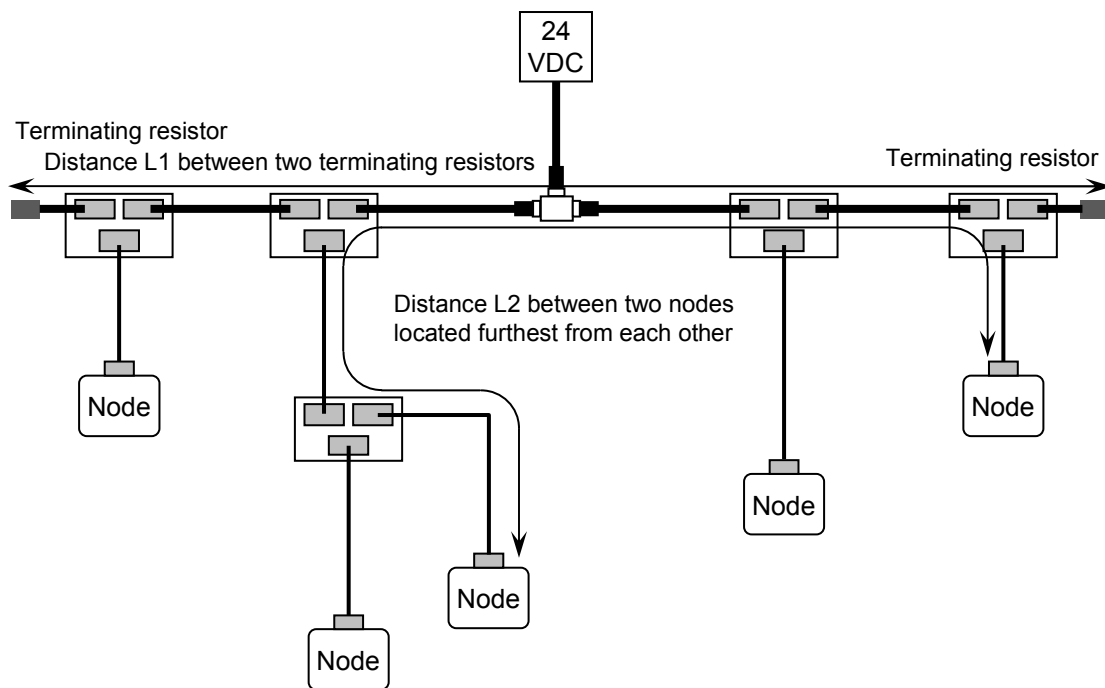 24
VDC
Terminating resistor
Distance L1 between two terminating resistors
Terminating resistor
Distance L2 between two nodes
located furthest from each other
Node
Node
Node
Node
Node